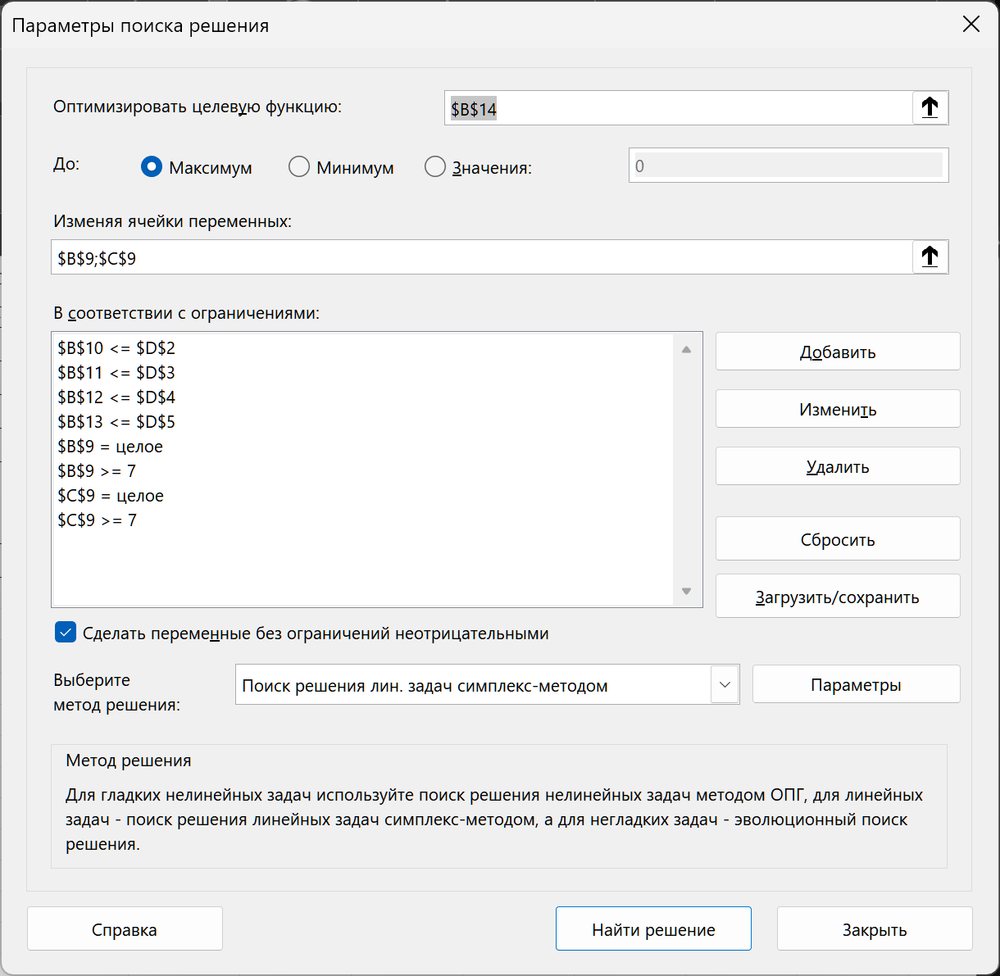 Параметры поиска решения
Оптимизировать целевую функцию:
$B$14
До:
Максимум
Минимум
Значения:
0
Изменяя ячейки переменных:
$B$9;$C$9
В соответствии с ограничениями:
$B$10 <= $D$2
$B$11 <= $D$3
$B$12 <= $D$4
$B$13 <= $D$5
$B$9 = целое
$B$9 >= 7
$C$9 = целое
$C$9 >= 7
Добавить
Изменить
Удалить
Сбросить
Загрузить/сохранить
Сделать переменные без ограничений неотрицательными
Выберите
метод решения:
Поиск решения лин. задач симплекс-методом
Параметры
Метод решения
Для гладких нелинейных задач используйте поиск решения нелинейных задач методом ОПГ, для линейных
задач - поиск решения линейных задач симплекс-методом, а для негладких задач - эволюционный поиск
решения.
Справка
Найти решение
Закрыть